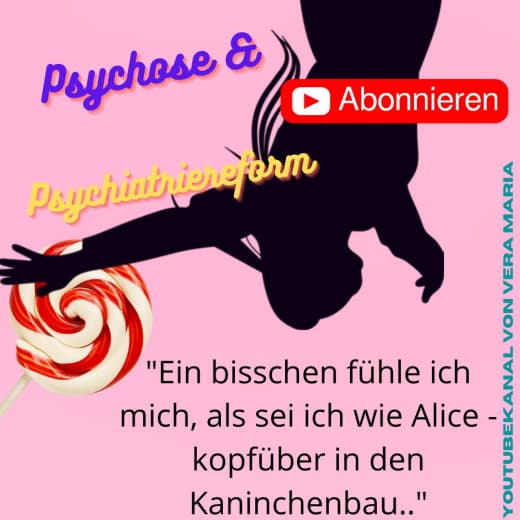 Psychose &
Abonnieren
Psychiatriereform
"Ein bisschen fühle ich
mich, als sei ich wie Alice -
kopfüber in den
Kaninchenbau.."
YOUTUBEKANAL VON VERA MARIA